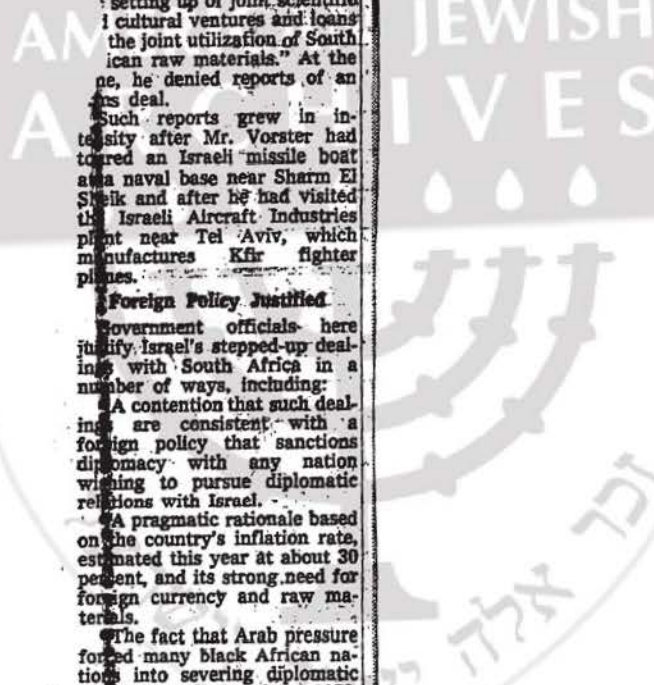 setting up of joint scientific
cultural ventures and loans
the joint utilization of South
ican raw materials." At the
ne, he denied reports of an
ms deal.
Such reports grew in in-
tensity after Mr. Vorster had
toured an Israeli missile boat
at a naval base near Sharm El
Sheik and after he had visited
the Israeli Aircraft Industries
plant near Tel Aviv, which
manufactures Kfir fighter
planes.
Foreign Policy Justified
Government officials here
justify Israel's stepped-up deal-
ings with South Africa in a
number of ways, including:
A contention that such deal-
ings are consistent with a
foreign policy that sanctions
diplomacy with any nation
wishing to pursue diplomatic
relations with Israel.
A pragmatic rationale based
on the country's inflation rate,
estimated this year at about 30
percent, and its strong need for
foreign currency and raw ma-
terials.
The fact that Arab pressure
forced many black African na-
tions into severing diplomatic
AM JEWISH
A IVES
זכר
אלה